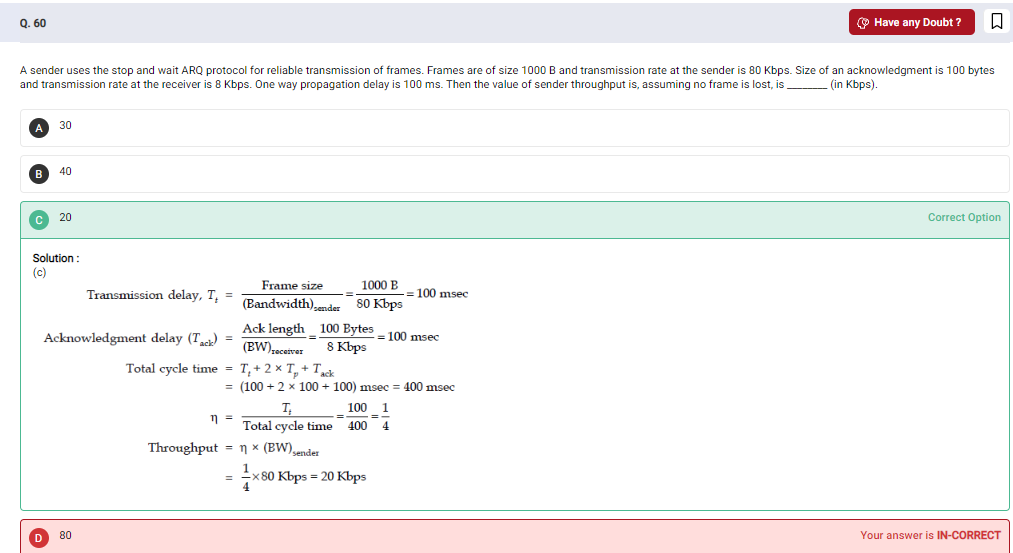 Q. 60
Have any Doubt ?
A sender uses the stop and wait ARQ protocol for reliable transmission of frames. Frames are of size 1000 B and transmission rate at the sender is 80 Kbps. Size of an acknowledgment is 100 bytes
and transmission rate at the receiver is 8 Kbps. One way propagation delay is 100 ms. Then the value of sender throughput is, assuming no frame is lost, is ________ (in Kbps).
A 30
B 40
C 20 Correct Option
Solution :
(c)
Transmission delay, T_t = Frame size / (Bandwidth)_sender = 1000 B / 80 Kbps = 100 msec
Acknowledgment delay (T_ack) = Ack length / (BW)_receiver = 100 Bytes / 8 Kbps = 100 msec
Total cycle time = T_t + 2 × T_p + T_ack
= (100 + 2 × 100 + 100) msec = 400 msec
η = T_t / Total cycle time = 100 / 400 = 1 / 4
Throughput = η × (BW)_sender
= 1 / 4 × 80 Kbps = 20 Kbps
D 80 Your answer is IN-CORRECT